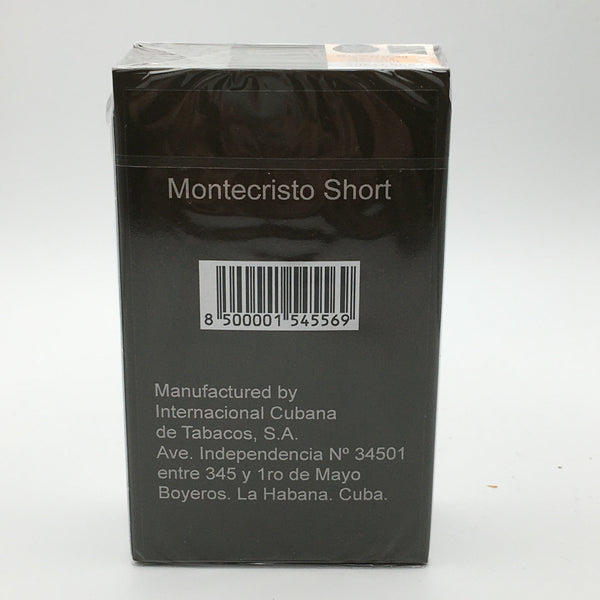 Montecristo Short
8 500001 545569
Manufactured by
Internacional Cubana
de Tabacos, S.A.
Ave. Independencia Nº 34501
entre 345 y 1ro de Mayo
Boyeros. La Habana. Cuba.